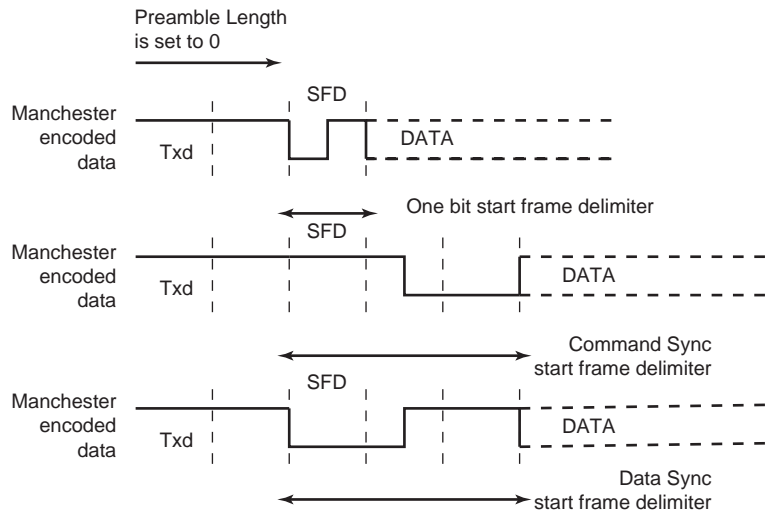 Preamble Length
is set to 0
SFD
Manchester
encoded
data
Txd
DATA
One bit start frame delimiter
SFD
Manchester
encoded
data
Txd
DATA
Command Sync
start frame delimiter
SFD
Manchester
encoded
data
Txd
DATA
Data Sync
start frame delimiter